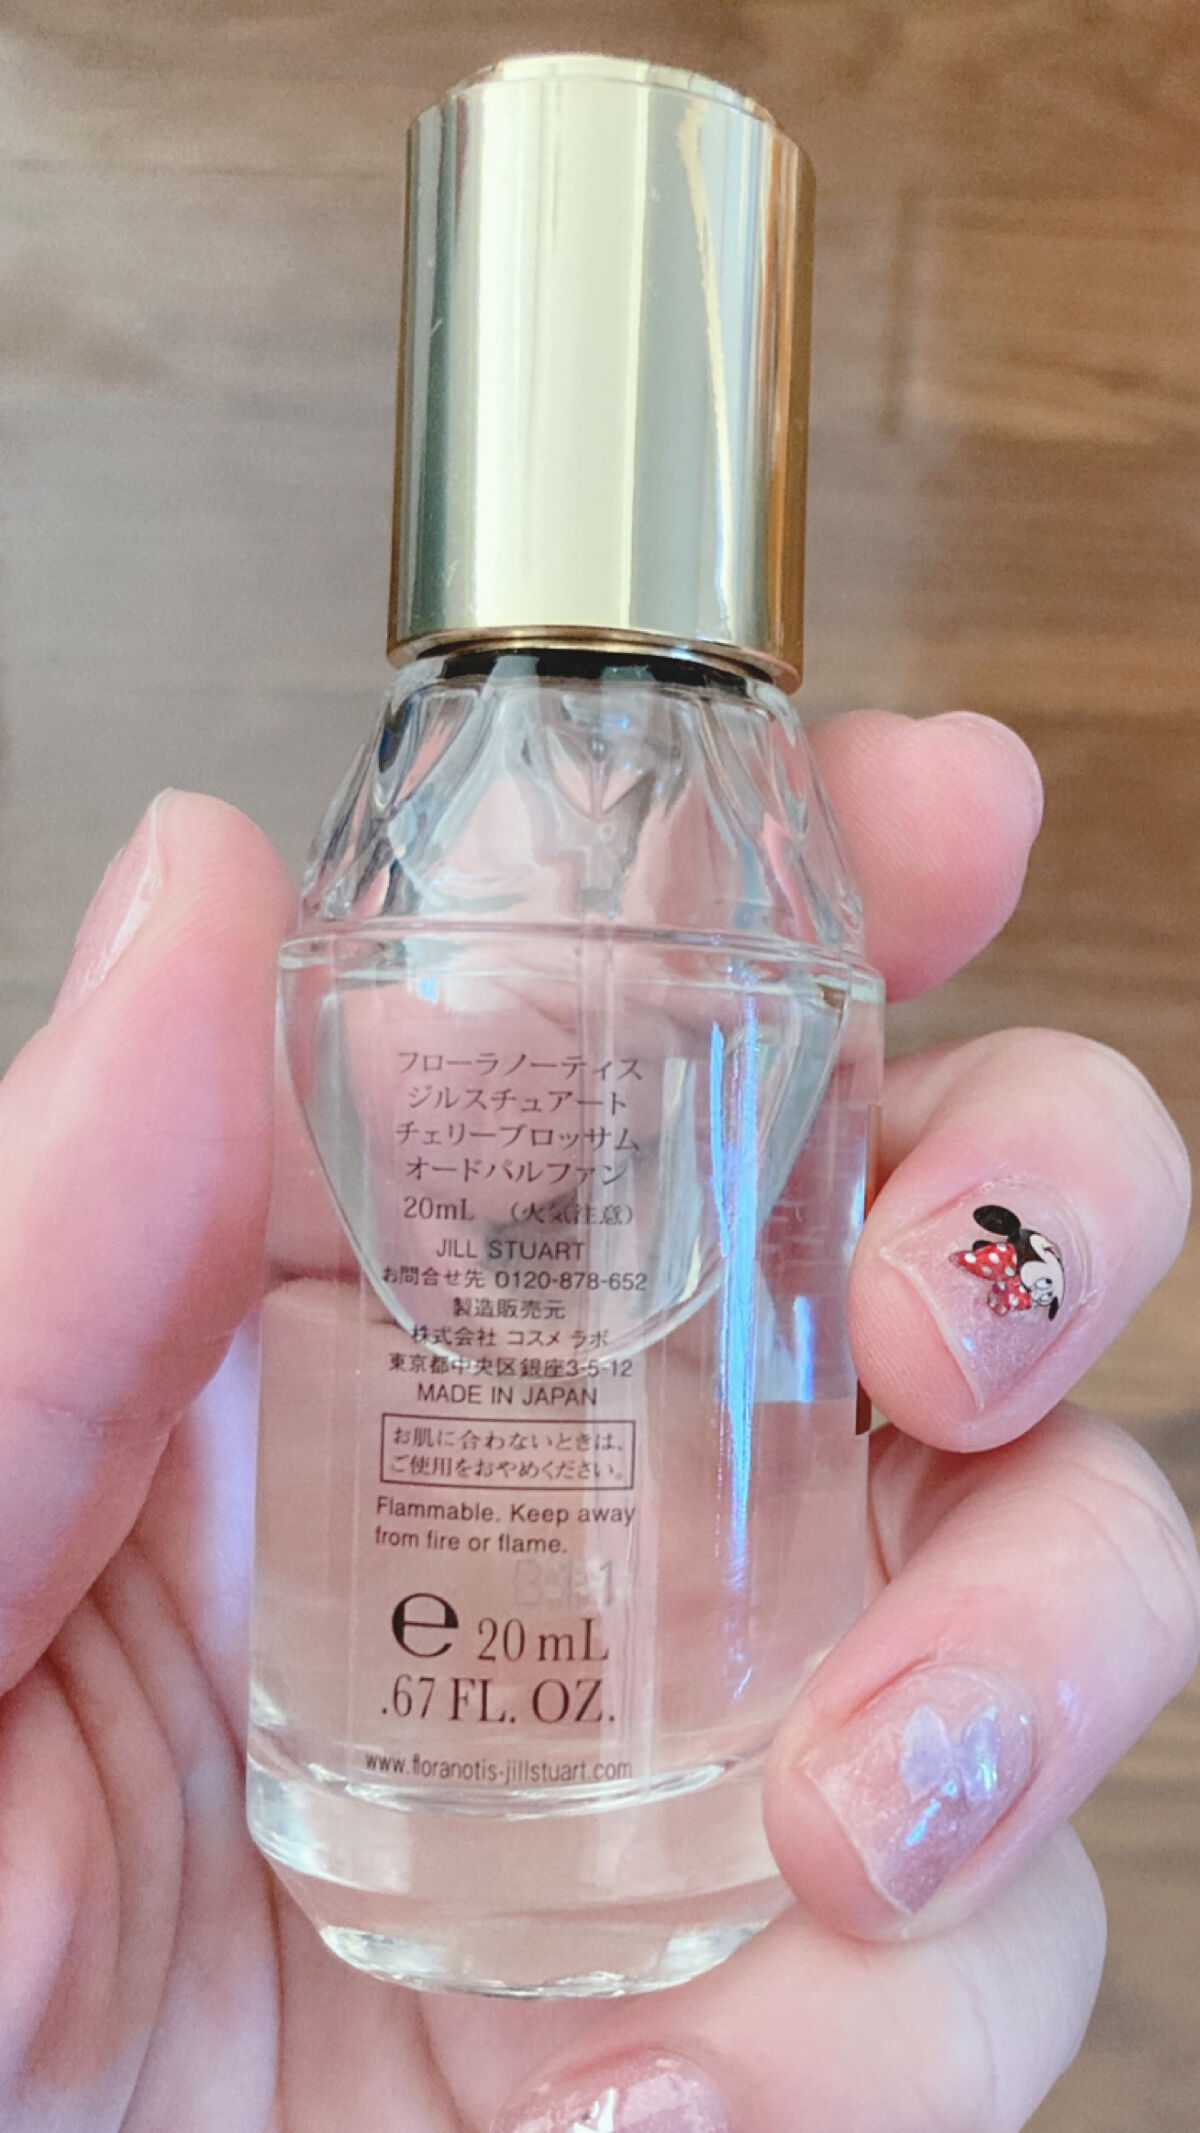 フローラノーティス
ジルスチュアート
チェリーブロッサム
オードパルファン
20mL （火気注意）
JILL STUART
お問合せ先 0120-878-652
製造販売元
株式会社 コスメ ラボ
東京都中央区銀座3-5-12
MADE IN JAPAN
お肌に合わないときは、
ご使用をおやめください。
Flammable. Keep away
from fire or flame.
e 20 mL
.67 FL. OZ.
www.floranotis-jillstuart.com